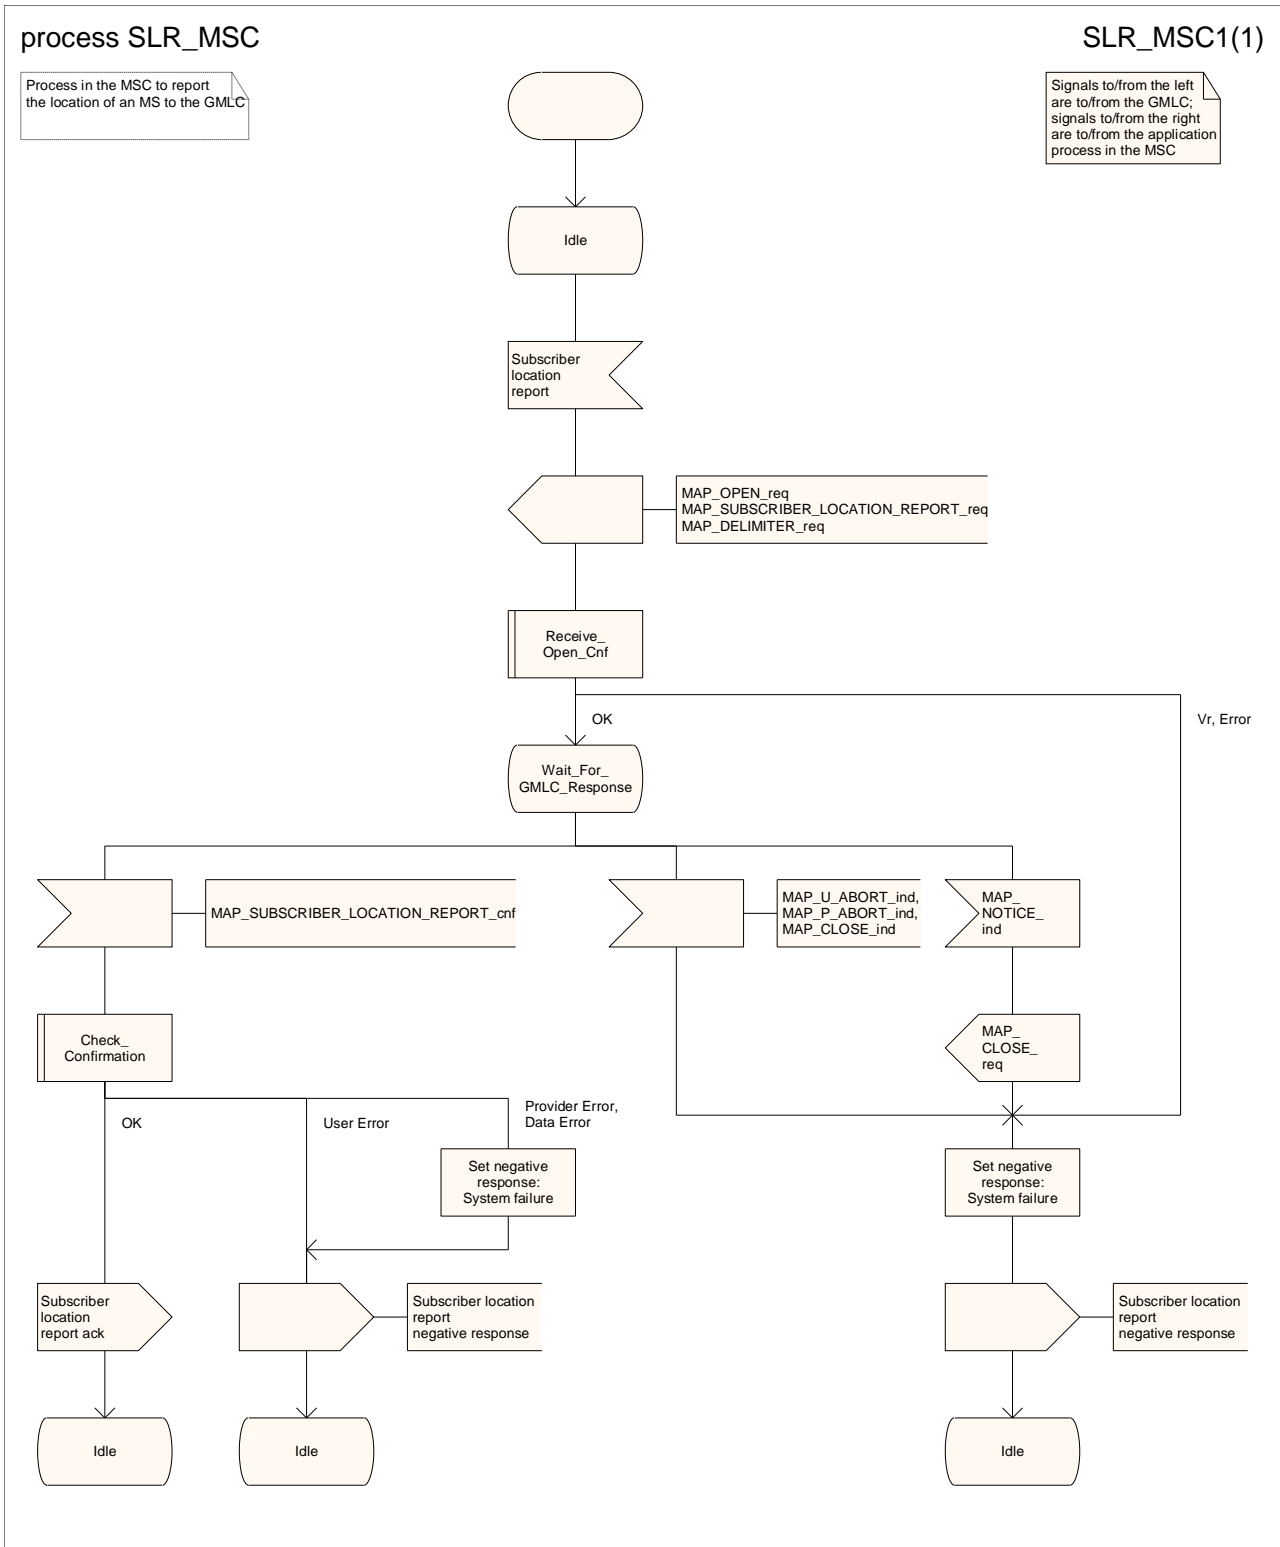 process SLR_MSC
SLR_MSC1(1)
Process in the MSC to report
the location of an MS to the GMLC
Signals to/from the left
are to/from the GMLC;
signals to/from the right
are to/from the application
process in the MSC
Idle
Subscriber
location
report
MAP_OPEN_req
MAP_SUBSCRIBER_LOCATION_REPORT_req
MAP_DELIMITER_req
Receive_
Open_Cnf
OK
Vr, Error
Wait_For_
GMLC_Response
MAP_SUBSCRIBER_LOCATION_REPORT_cnf
MAP_U_ABORT_ind,
MAP_P_ABORT_ind,
MAP_CLOSE_ind
MAP_
NOTICE_
ind
Check_
Confirmation
MAP_
CLOSE_
req
OK
User Error
Provider Error,
Data Error
Set negative
response:
System failure
Set negative
response:
System failure
Subscriber
location
report ack
Subscriber location
report
negative response
Subscriber location
report
negative response
Idle
Idle
Idle